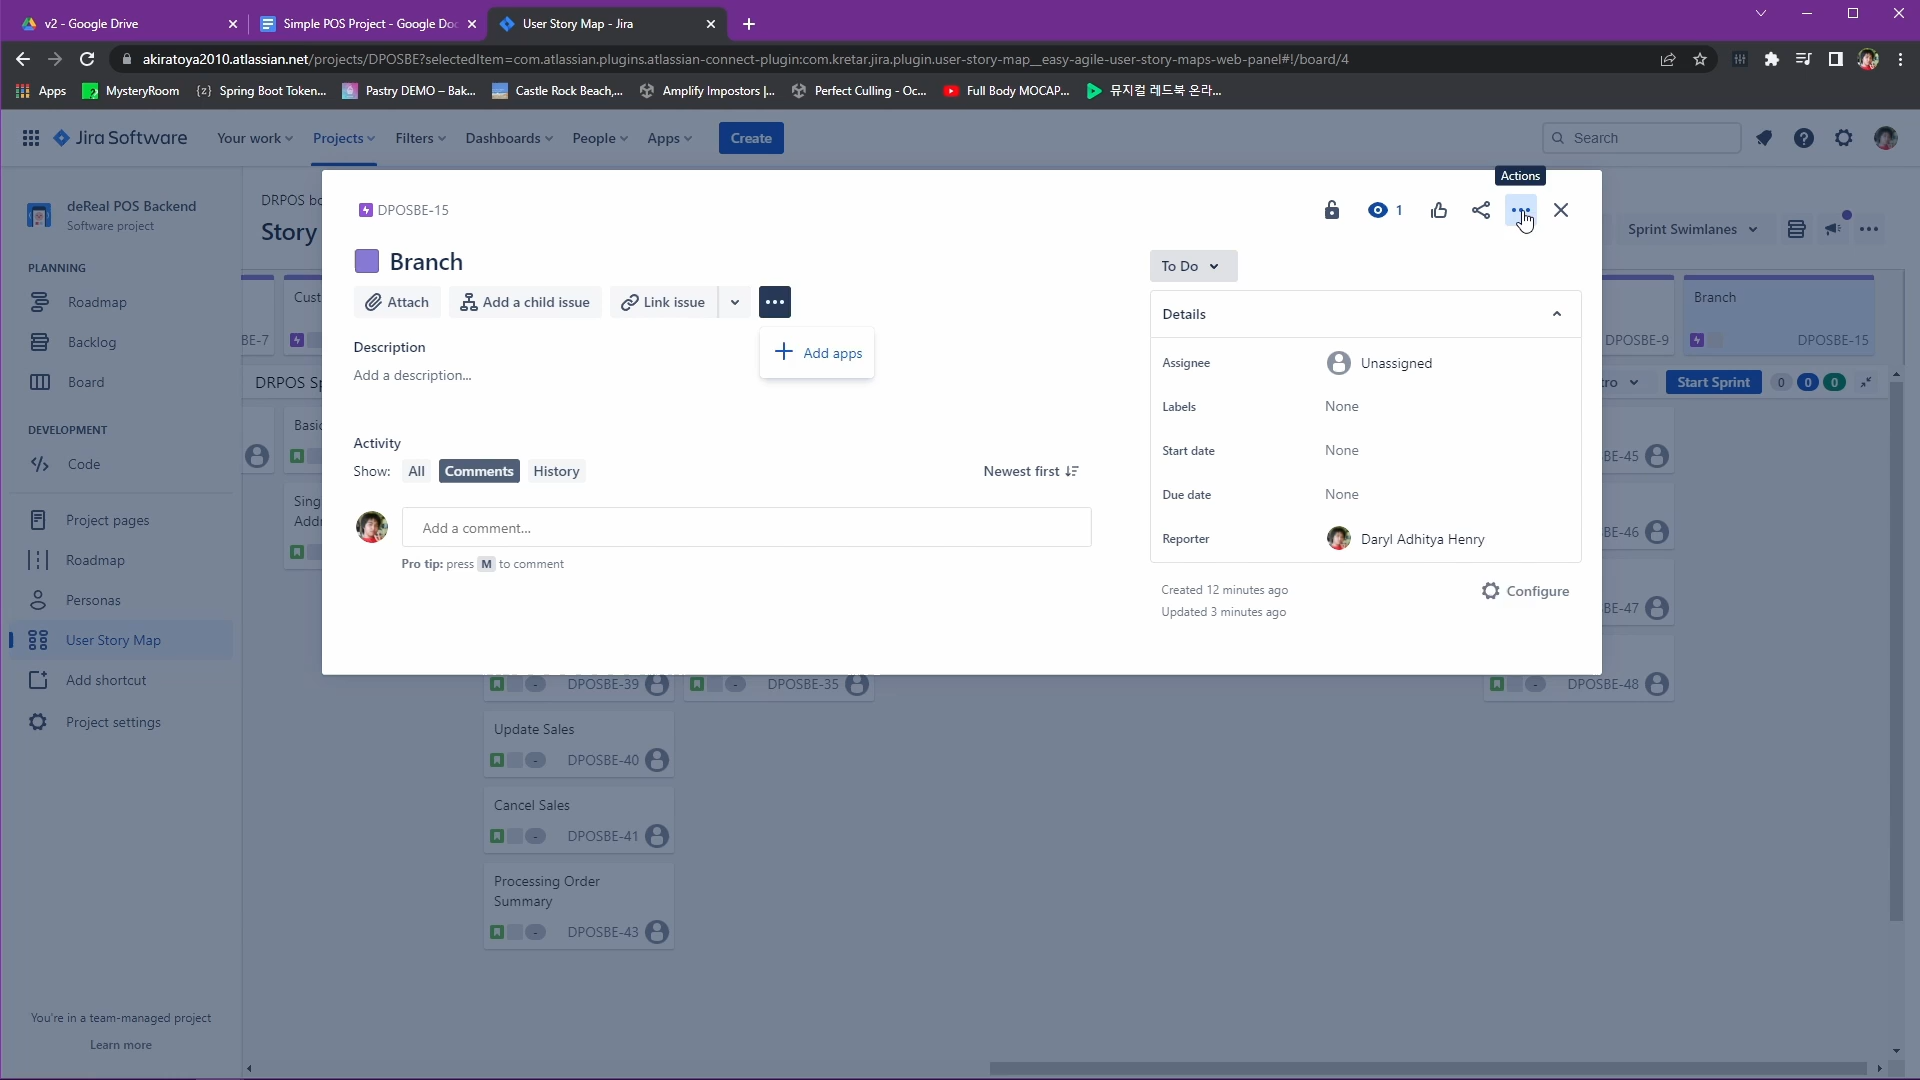 v2 - Google Drive
Simple POS Project - Google Doc
User Story Map - Jira
akiratoya2010.atlassian.net/projects/DPOSBE?selectedItem=com.atlassian.plugins.atlassian-connect-plugin:com.kretar.jira.plugin.user-story-map__easy-agile-user-story-maps-web-panel#!/board/4
Apps
MysteryRoom
{z} Spring Boot Token...
Pastry DEMO – Bak...
Castle Rock Beach,...
Amplify Impostors |...
Perfect Culling - Oc...
Full Body MOCAP...
뮤지컬 레드북 온라...
Jira Software
Your work
Projects
Filters
Dashboards
People
Apps
Create
Search
Actions
deReal POS Backend
Software project
PLANNING
Roadmap
Backlog
Board
DEVELOPMENT
Code
Project pages
Roadmap
Personas
User Story Map
Add shortcut
Project settings
You're in a team-managed project
Learn more
DRPOS bo
Story
Sprint Swimlanes
DPOSBE-15
1
Branch
To Do
Attach
Add a child issue
Link issue
Add apps
Description
Add a description...
Activity
Show:
All
Comments
History
Newest first
Add a comment...
Pro tip: press M to comment
Details
Assignee
Unassigned
Labels
None
Start date
None
Due date
None
Reporter
Daryl Adhitya Henry
Created 12 minutes ago
Updated 3 minutes ago
Configure
Cust
BE-7
DPOSBE-9
Branch
DPOSBE-15
DRPOS Sp
ro
Start Sprint
0
0
0
Basic
Sing
Addr
BE-45
BE-46
BE-47
DPOSBE-39
DPOSBE-35
DPOSBE-48
Update Sales
DPOSBE-40
Cancel Sales
DPOSBE-41
Processing Order
Summary
DPOSBE-43